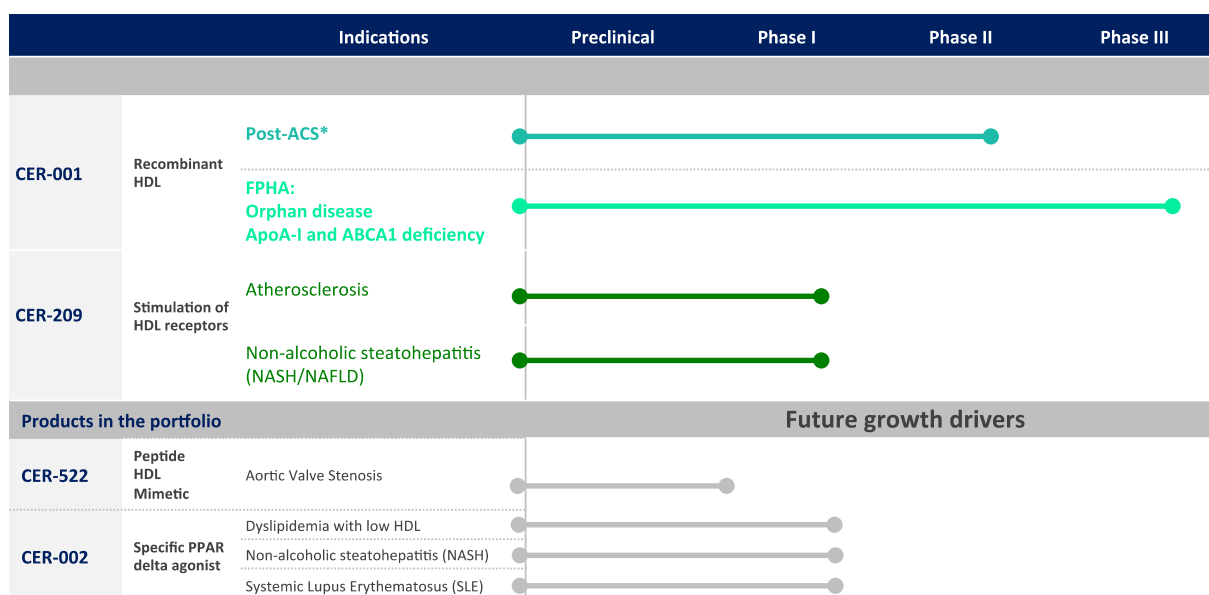 Indications Preclinical Phase I Phase II Phase III
CER-001
Recombinant
HDL
Post-ACS*
FPHA:
Orphan disease
ApoA-I and ABCA1 deficiency
CER-209
Stimulation of
HDL receptors
Atherosclerosis
Non-alcoholic steatohepatitis
(NASH/NAFLD)
Products in the portfolio Future growth drivers
CER-522
Peptide
HDL
Mimetic
Aortic Valve Stenosis
CER-002
Specific PPAR
delta agonist
Dyslipidemia with low HDL
Non-alcoholic steatohepatitis (NASH)
Systemic Lupus Erythematosus (SLE)